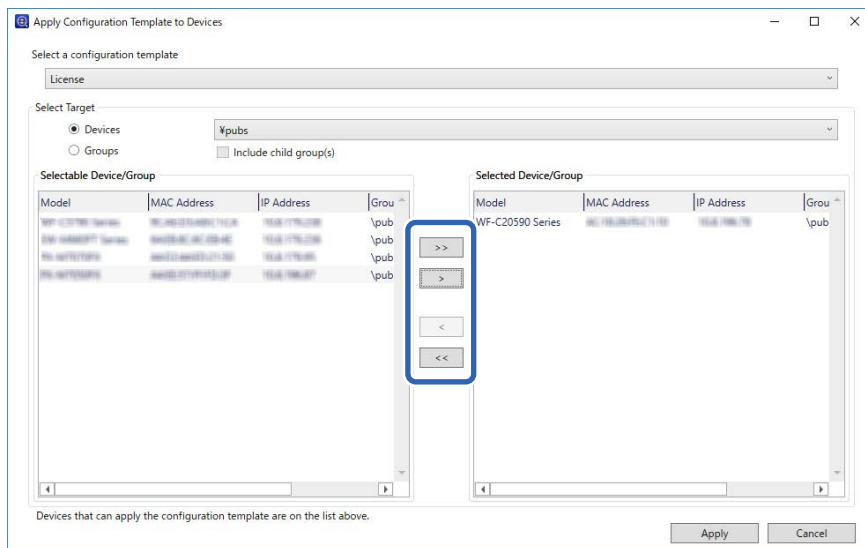 Apply Configuration Template to Devices
Select a configuration template
License
Select Target
Devices
¥pubs
Groups
Include child group(s)
Selectable Device/Group
Selected Device/Group
Model MAC Address IP Address Grou
Model MAC Address IP Address Grou
\pub
WF-C20590 Series \pub
\pub
\pub
\pub
>>
>
<
<<
Devices that can apply the configuration template are on the list above.
Apply Cancel